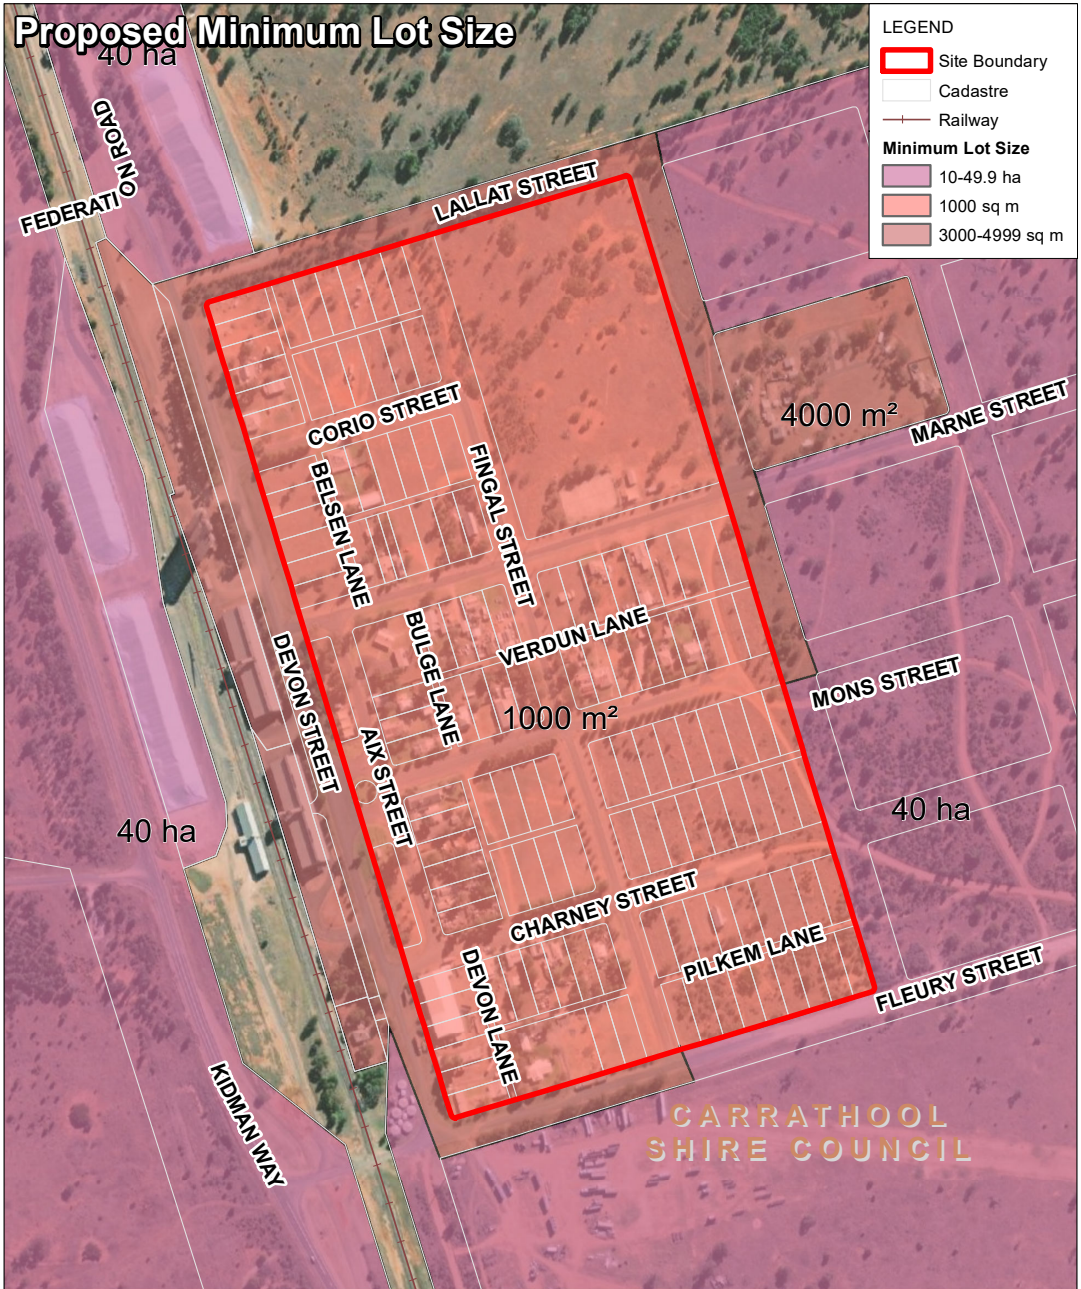 Proposed Minimum Lot Size
LEGEND
Site Boundary
Cadastre
Railway
Minimum Lot Size
10-49.9 ha
1000 sq m
3000-4999 sq m
40 ha
FEDERATION ROAD
LALLAT STREET
CORIO STREET
BELSEN LANE
FINGAL STREET
4000 m²
MARNE STREET
BULGE LANE
VERDUN LANE
DEVON STREET
MONS STREET
1000 m²
AIX STREET
40 ha
40 ha
CHARNEY STREET
PILKEM LANE
DEVON LANE
FLEURY STREET
KIDMAN WAY
CARRATHOOL
SHIRE COUNCIL